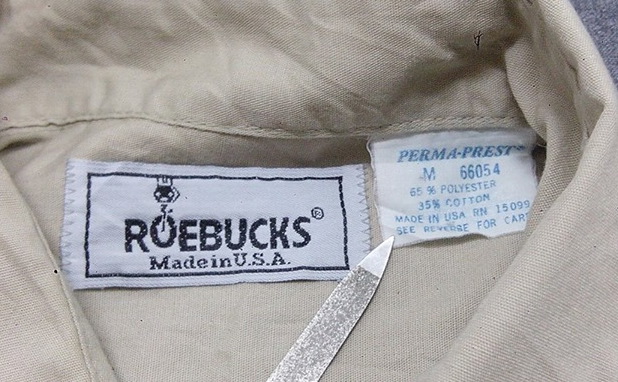 ROEBUCKS®
Made in U.S.A.
PERMA-PREST®
M 66054
65% POLYESTER
35% COTTON
MADE IN USA RN 15099
SEE REVERSE FOR CARE